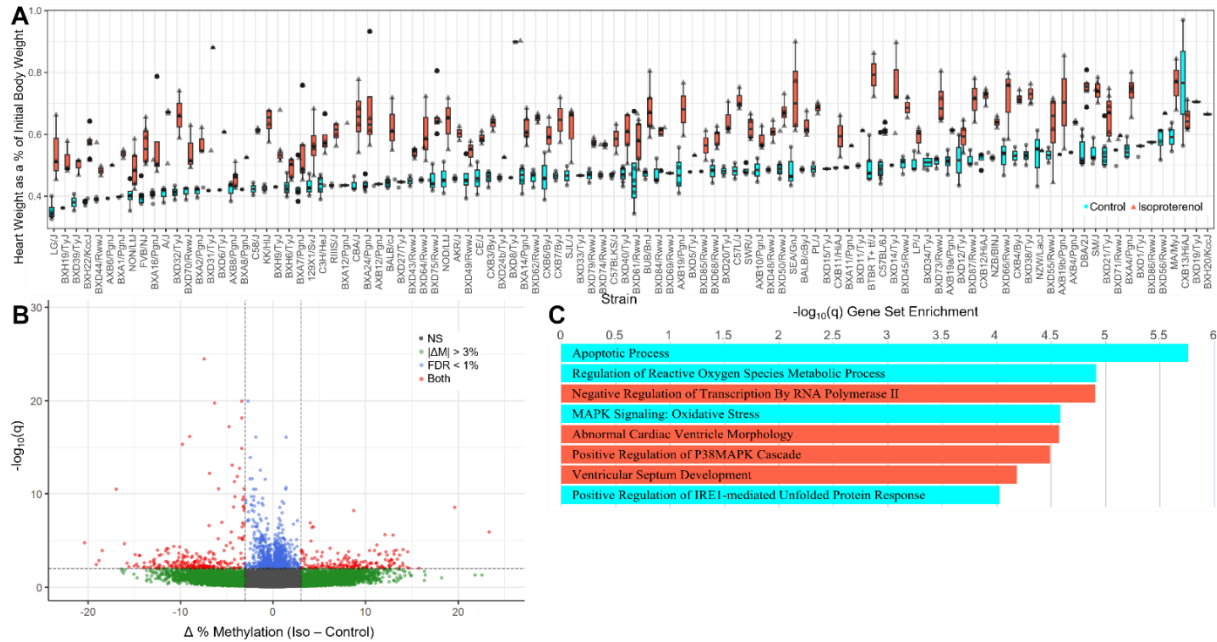 A
Heart Weight as a % of Initial Body Weight
1.0
0.8
0.6
0.4
Control
Isoproterenol
LG/J
BXH19/TyJ
BXD39/TyJ
BXH22/KccJ
BXD44/RwwJ
AXB6/PgnJ
BXA1/PgnJ
NON/LtJ
FVB/NJ
BXA16/PgnJ
A/J
BXD32/TyJ
BXD70/RwwJ
BXA2/PgnJ
BXD6/TyJ
BXD31/TyJ
AXB8/PgnJ
BXA8/PgnJ
C58/J
KK/HlJ
BXH9/TyJ
BXH6/TyJ
BXA7/PgnJ
129X1/SvJ
C3H/HeJ
RIIIS/J
BXA12/PgnJ
CBA/J
BXA24/PgnJ
AXB12/PgnJ
BALB/cJ
BXD27/TyJ
BXD43/RwwJ
BXD64/RwwJ
BXD75/RwwJ
NOD/LtJ
AKR/J
BXD49/RwwJ
CE/J
CXB3/ByJ
BXD24b/TyJ
BXD8/TyJ
BXA14/PgnJ
BXD62/RwwJ
CXB6/ByJ
CXB7/ByJ
SJL/J
BXD33/TyJ
BXD79/RwwJ
BXD74/RwwJ
C57BLKS/J
BXD40/TyJ
BXD61/RwwJ
BUB/BnJ
BXD84/RwwJ
BXD69/RwwJ
AXB19/PgnJ
BXD5/TyJ
BXD86/RwwJ
BXD68/RwwJ
BXD20/TyJ
C57L/J
SWR/J
AXB10/PgnJ
BXD48/RwwJ
BXD50/RwwJ
SEA/GnJ
BALB/cByJ
PL/J
BXD15/TyJ
CXB11/HiAJ
BXA11/PgnJ
BXD11/TyJ
BTBR T+ tf/J
C57BL/6J
BXD14/TyJ
BXD45/RwwJ
LP/J
BXD34/TyJ
BXD73/RwwJ
AXB19a/PgnJ
BXD12/TyJ
BXD87/RwwJ
CXB12/HiAJ
NZB/BlNJ
BXD66/RwwJ
CXB4/ByJ
BXD38/TyJ
NZW/LacJ
BXD55/RwwJ
AXB19b/PgnJ
AXB4/PgnJ
DBA/2J
SM/J
BXD21/TyJ
BXD71/RwwJ
BXA4/PgnJ
BXD1/TyJ
BXD56/RwwJ
MA/MyJ
CXB13/HiAJ
BXD19/TyJ
BXH20/KccJ
Strain
B
-log10(q)
30
20
10
0
NS
|ΔM| > 3%
FDR < 1%
Both
-20
-10
0
10
20
Δ % Methylation (Iso – Control)
C
-log10(q) Gene Set Enrichment
0 0.5 1 1.5 2 2.5 3 3.5 4 4.5 5 5.5 6
Apoptotic Process
Regulation of Reactive Oxygen Species Metabolic Process
Negative Regulation of Transcription By RNA Polymerase II
MAPK Signaling: Oxidative Stress
Abnormal Cardiac Ventricle Morphology
Positive Regulation of P38MAPK Cascade
Ventricular Septum Development
Positive Regulation of IRE1-mediated Unfolded Protein Response